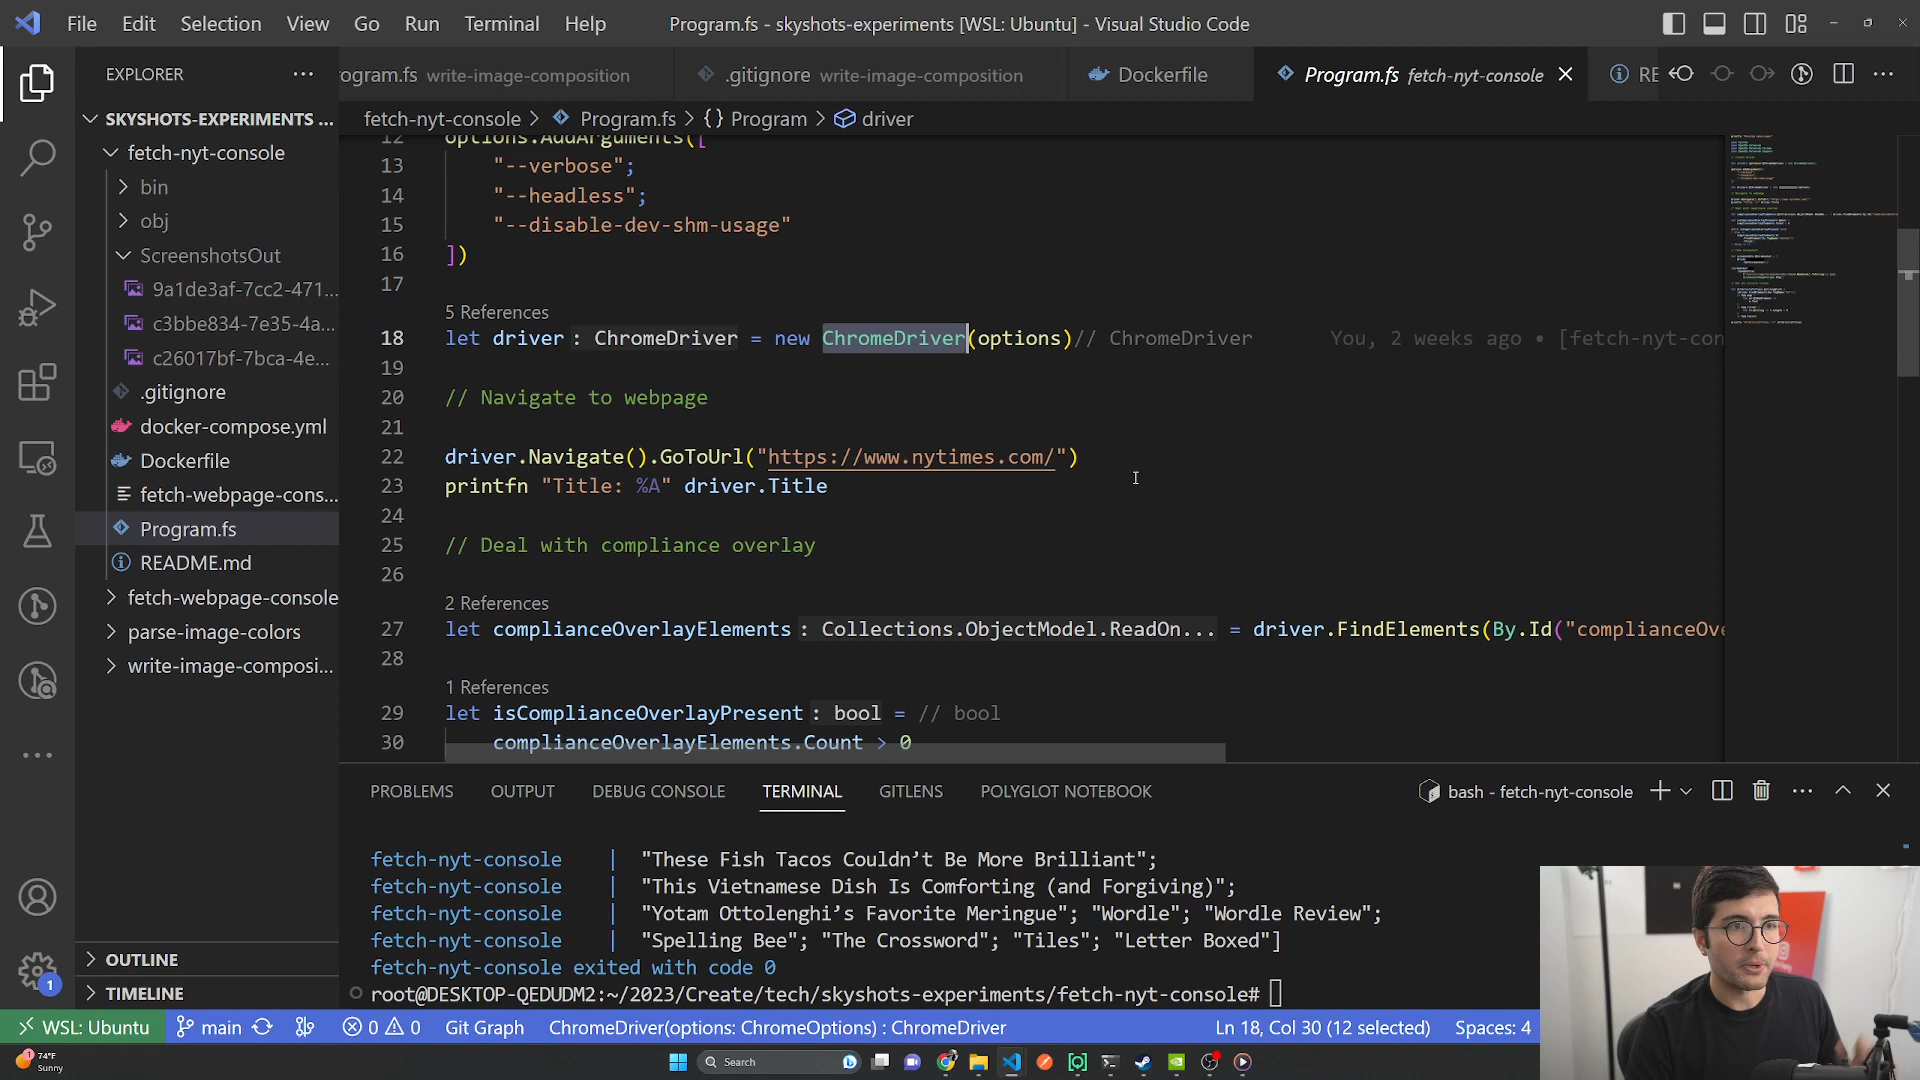 File Edit Selection View Go Run Terminal Help Program.fs - skyshots-experiments [WSL: Ubuntu] - Visual Studio Code
EXPLORER
rogram.fs write-image-composition .gitignore write-image-composition Dockerfile Program.fs fetch-nyt-console RE
SKYSHOTS-EXPERIMENTS ...
fetch-nyt-console
bin
obj
ScreenshotsOut
9a1de3af-7cc2-471...
c3bbe834-7e35-4a...
c26017bf-7bca-4e...
.gitignore
docker-compose.yml
Dockerfile
fetch-webpage-cons...
Program.fs
README.md
fetch-webpage-console
parse-image-colors
write-image-composi...
OUTLINE
TIMELINE
fetch-nyt-console > Program.fs > {} Program > driver
12 options.AddArguments([
13 "--verbose";
14 "--headless";
15 "--disable-dev-shm-usage"
16 ])
17
5 References
18 let driver : ChromeDriver = new ChromeDriver(options)// ChromeDriver You, 2 weeks ago • [fetch-nyt-con
19
20 // Navigate to webpage
21
22 driver.Navigate().GoToUrl("https://www.nytimes.com/")
23 printfn "Title: %A" driver.Title
24
25 // Deal with compliance overlay
26
2 References
27 let complianceOverlayElements : Collections.ObjectModel.ReadOn... = driver.FindElements(By.Id("complianceOve
28
1 References
29 let isComplianceOverlayPresent : bool = // bool
30 complianceOverlayElements.Count > 0
PROBLEMS OUTPUT DEBUG CONSOLE TERMINAL GITLENS POLYGLOT NOTEBOOK bash - fetch-nyt-console
fetch-nyt-console | "These Fish Tacos Couldn’t Be More Brilliant";
fetch-nyt-console | "This Vietnamese Dish Is Comforting (and Forgiving)";
fetch-nyt-console | "Yotam Ottolenghi’s Favorite Meringue"; "Wordle"; "Wordle Review";
fetch-nyt-console | "Spelling Bee"; "The Crossword"; "Tiles"; "Letter Boxed"]
fetch-nyt-console exited with code 0
root@DESKTOP-QEDUDM2:~/2023/Create/tech/skyshots-experiments/fetch-nyt-console#
1
WSL: Ubuntu main 0 0 Git Graph ChromeDriver(options: ChromeOptions) : ChromeDriver Ln 18, Col 30 (12 selected) Spaces: 4
1 74°F
Sunny
Search